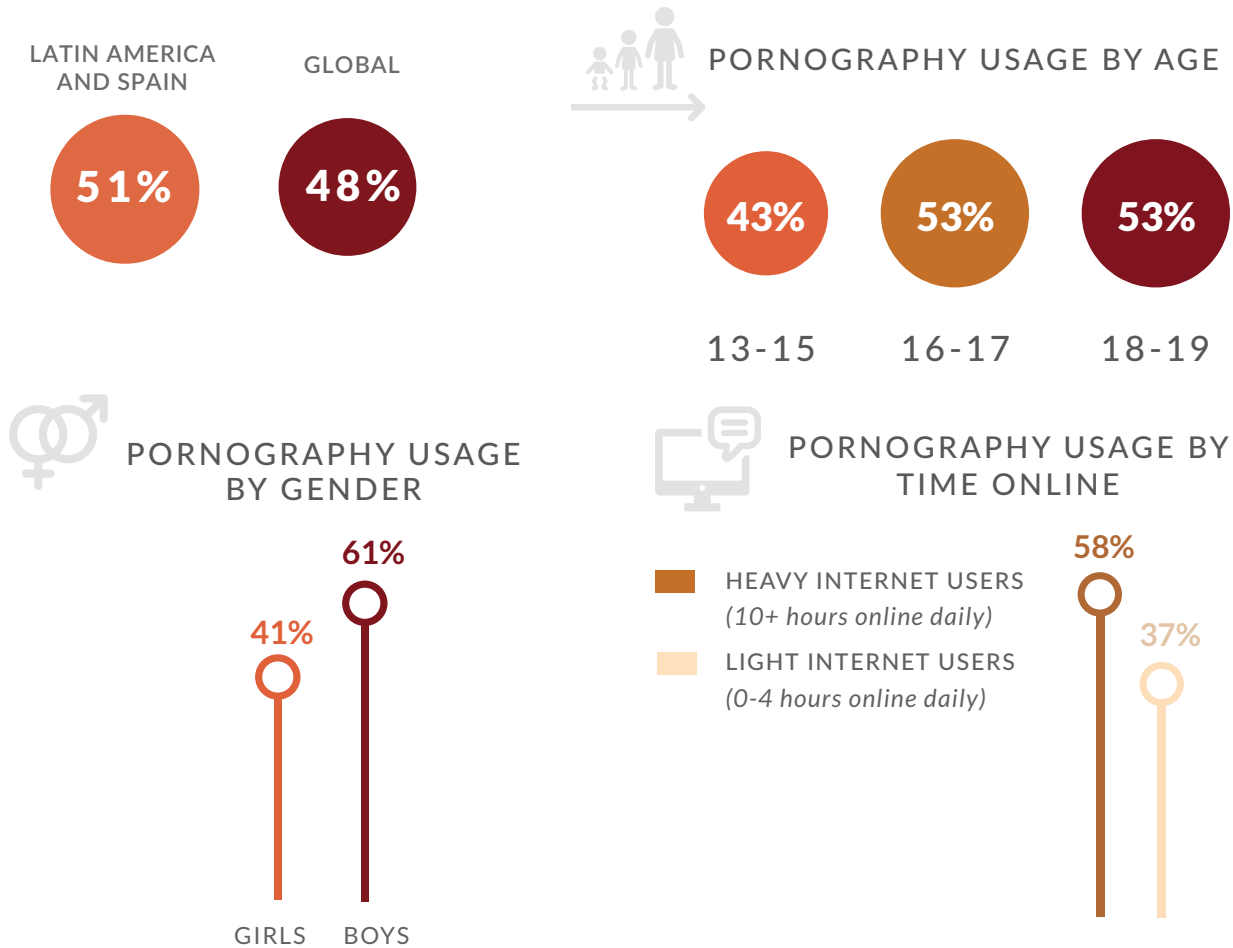 LATIN AMERICA
AND SPAIN
GLOBAL
51%
48%
PORNOGRAPHY USAGE BY AGE
43%
53%
53%
13-15
16-17
18-19
PORNOGRAPHY USAGE
BY GENDER
61%
41%
GIRLS
BOYS
PORNOGRAPHY USAGE BY
TIME ONLINE
58%
37%
HEAVY INTERNET USERS
(10+ hours online daily)
LIGHT INTERNET USERS
(0-4 hours online daily)